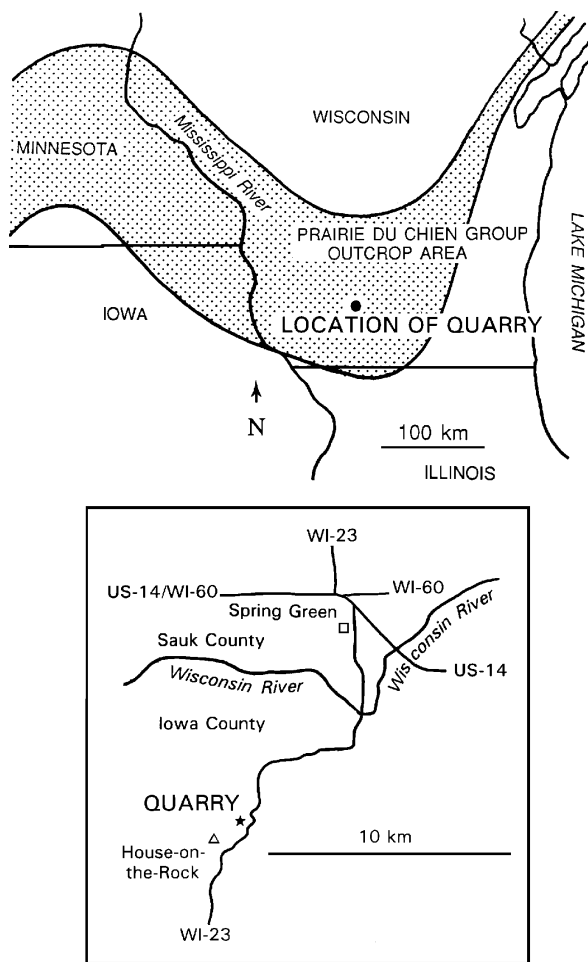 WISCONSIN
MINNESOTA
Mississippi River
PRAIRIE DU CHIEN GROUP
OUTCROP AREA
LAKE MICHIGAN
IOWA
LOCATION OF QUARRY
N
100 km
ILLINOIS
WI-23
US-14/WI-60
WI-60
Spring Green
Wisconsin River
Sauk County
US-14
Wisconsin River
Iowa County
QUARRY
10 km
House-on-
the-Rock
WI-23